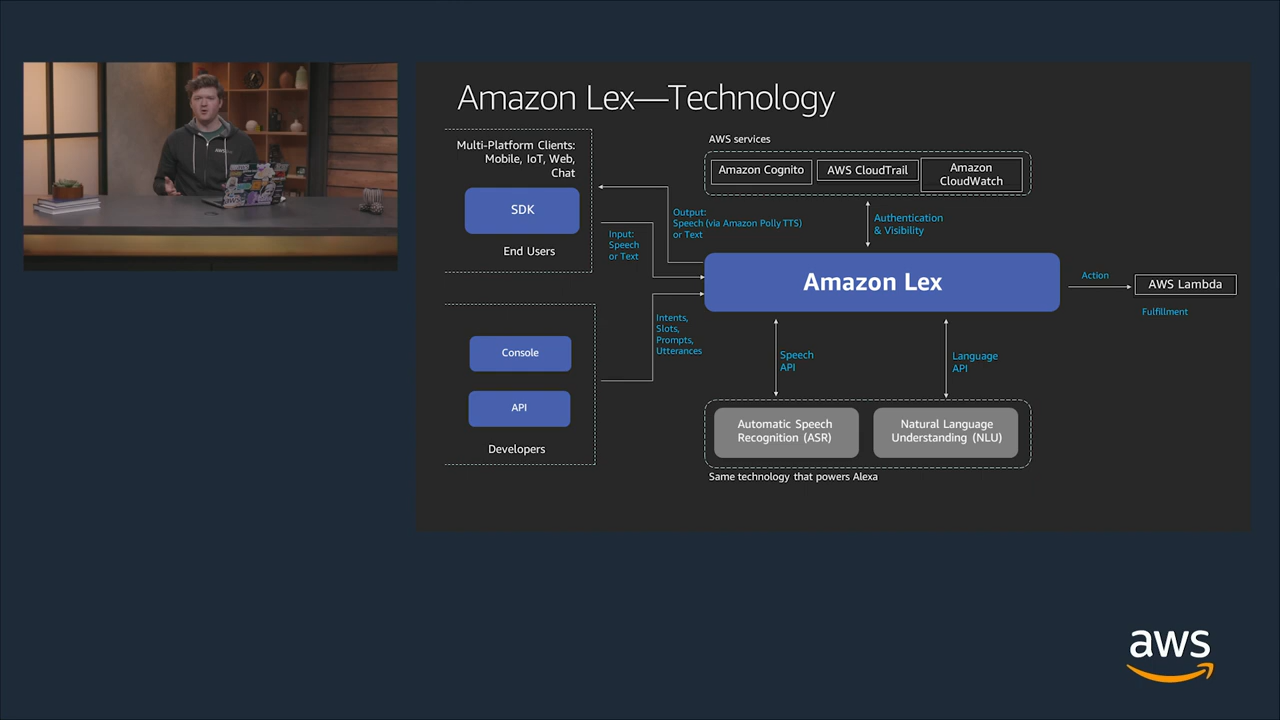 Amazon Lex—Technology
Multi-Platform Clients:
Mobile, IoT, Web,
Chat
SDK
End Users
Input:
Speech
or Text
Output:
Speech (via Amazon Polly TTS)
or Text
AWS services
Amazon Cognito
AWS CloudTrail
Amazon
CloudWatch
Authentication
& Visibility
Amazon Lex
Action
AWS Lambda
Fulfillment
Console
API
Developers
Intents,
Slots,
Prompts,
Utterances
Speech
API
Language
API
Automatic Speech
Recognition (ASR)
Natural Language
Understanding (NLU)
Same technology that powers Alexa
aws